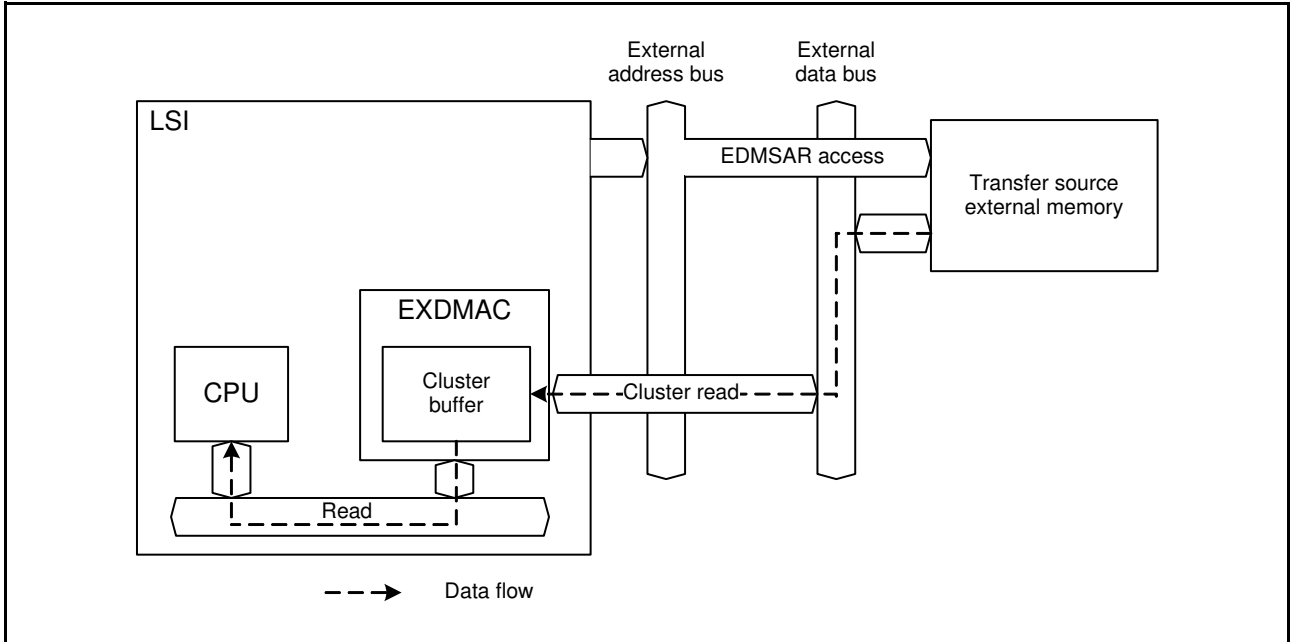 External
address bus
External
data bus
LSI
EDMSAR access
Transfer source
external memory
EXDMAC
CPU
Cluster
buffer
Cluster read
Read
Data flow